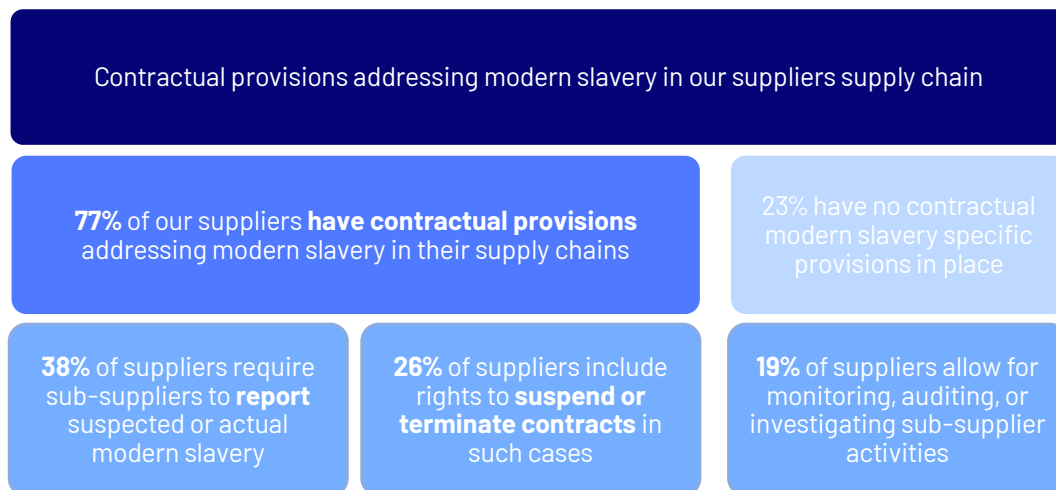 Contractual provisions addressing modern slavery in our suppliers supply chain
77% of our suppliers have contractual provisions
addressing modern slavery in their supply chains
23% have no contractual
modern slavery specific
provisions in place
38% of suppliers require
sub-suppliers to report
suspected or actual
modern slavery
26% of suppliers include
rights to suspend or
terminate contracts in
such cases
19% of suppliers allow for
monitoring, auditing, or
investigating sub-supplier
activities